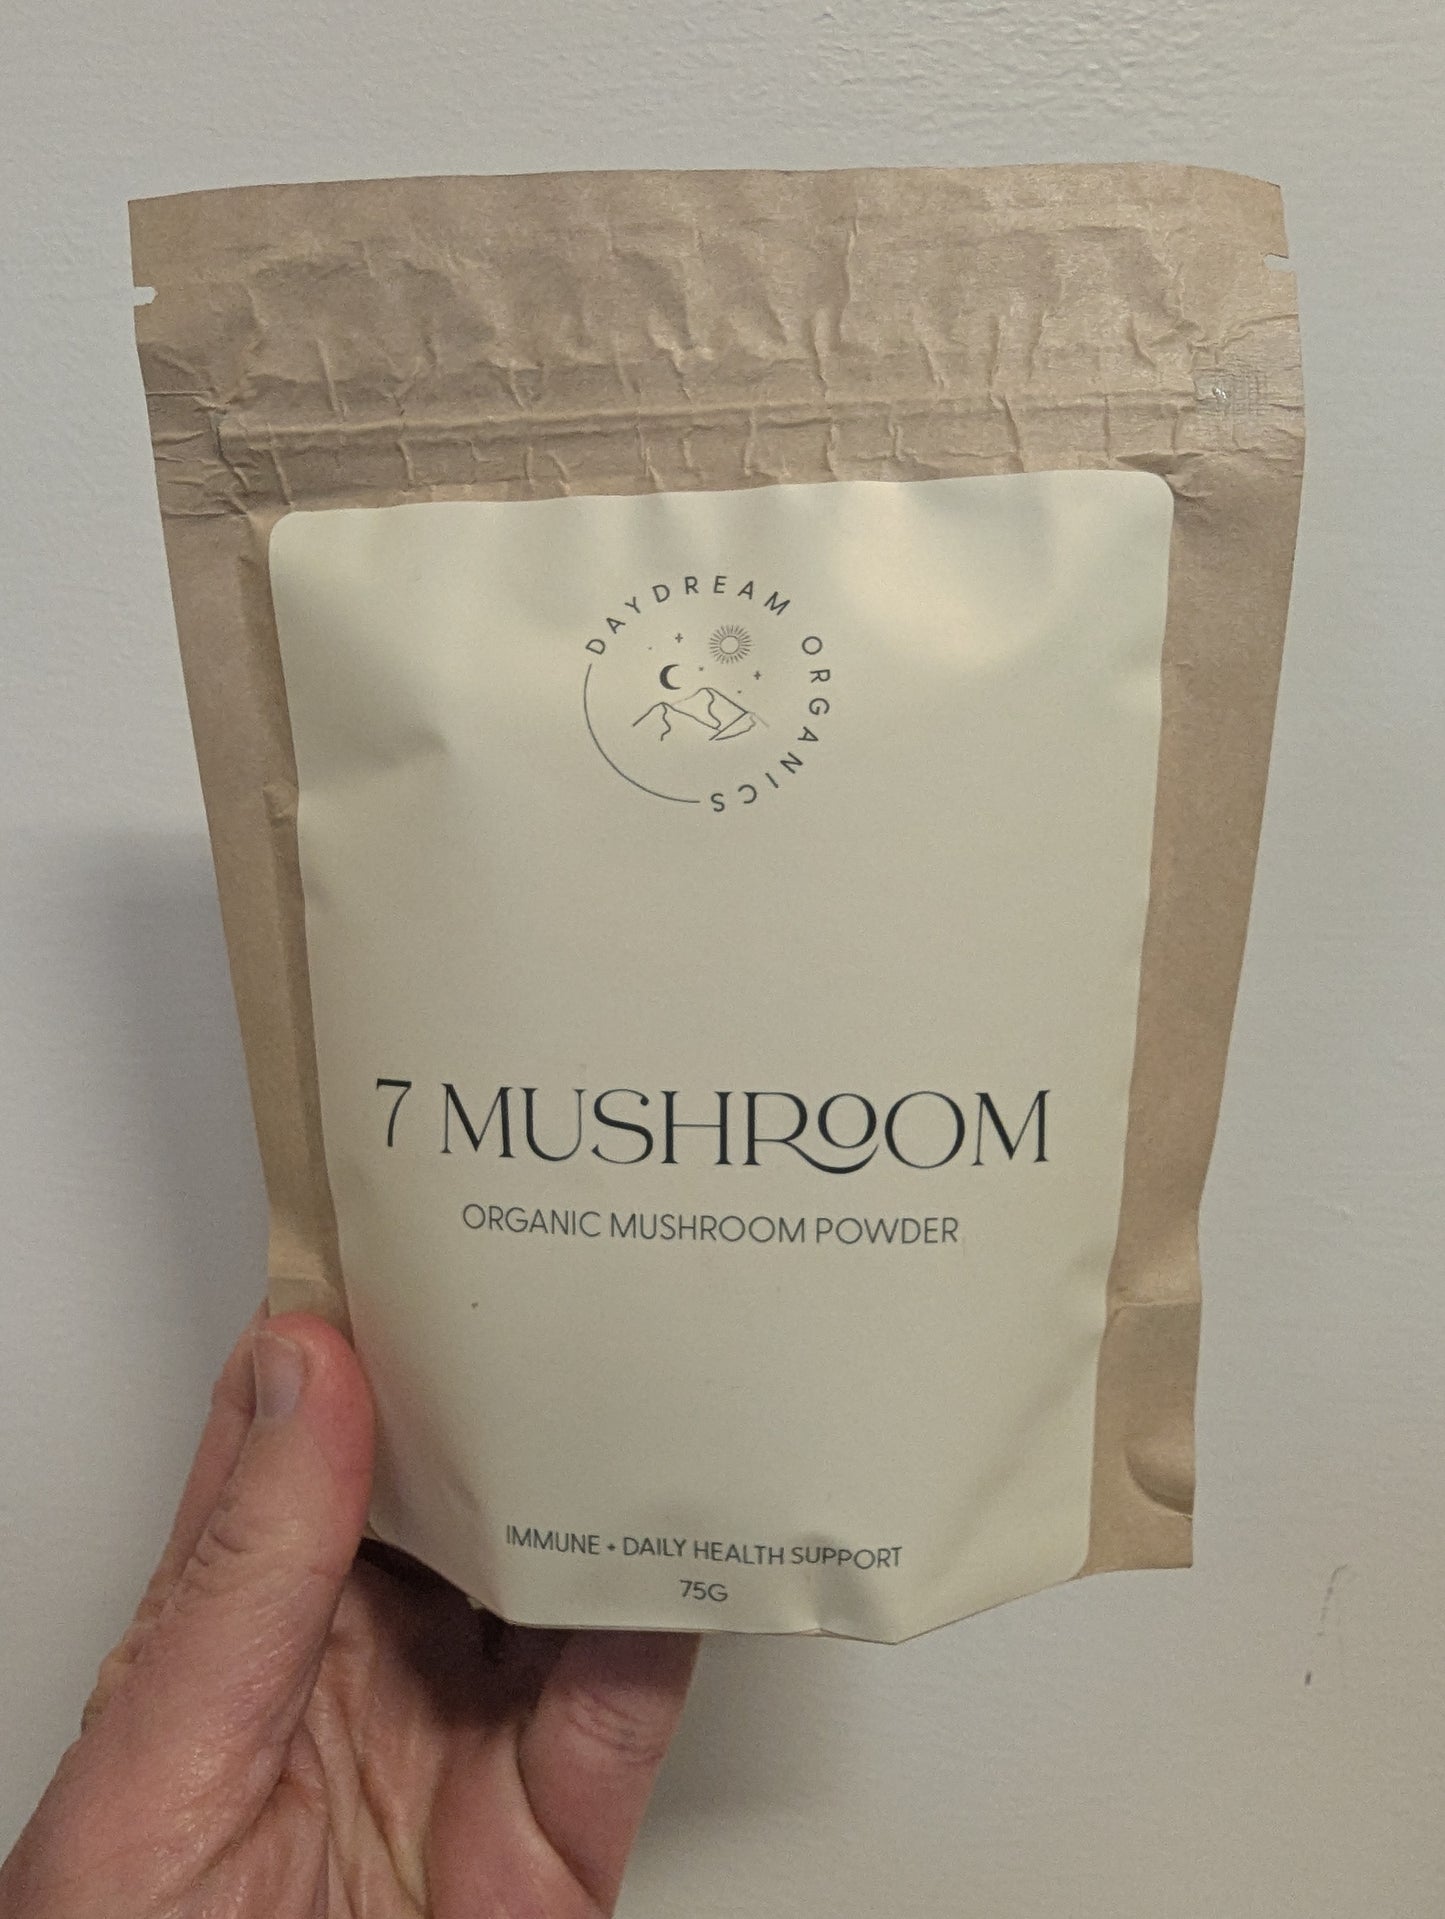 DAYDREAM ORGANICS
7 MUSHROOM
ORGANIC MUSHROOM POWDER
IMMUNE + DAILY HEALTH SUPPORT
75G